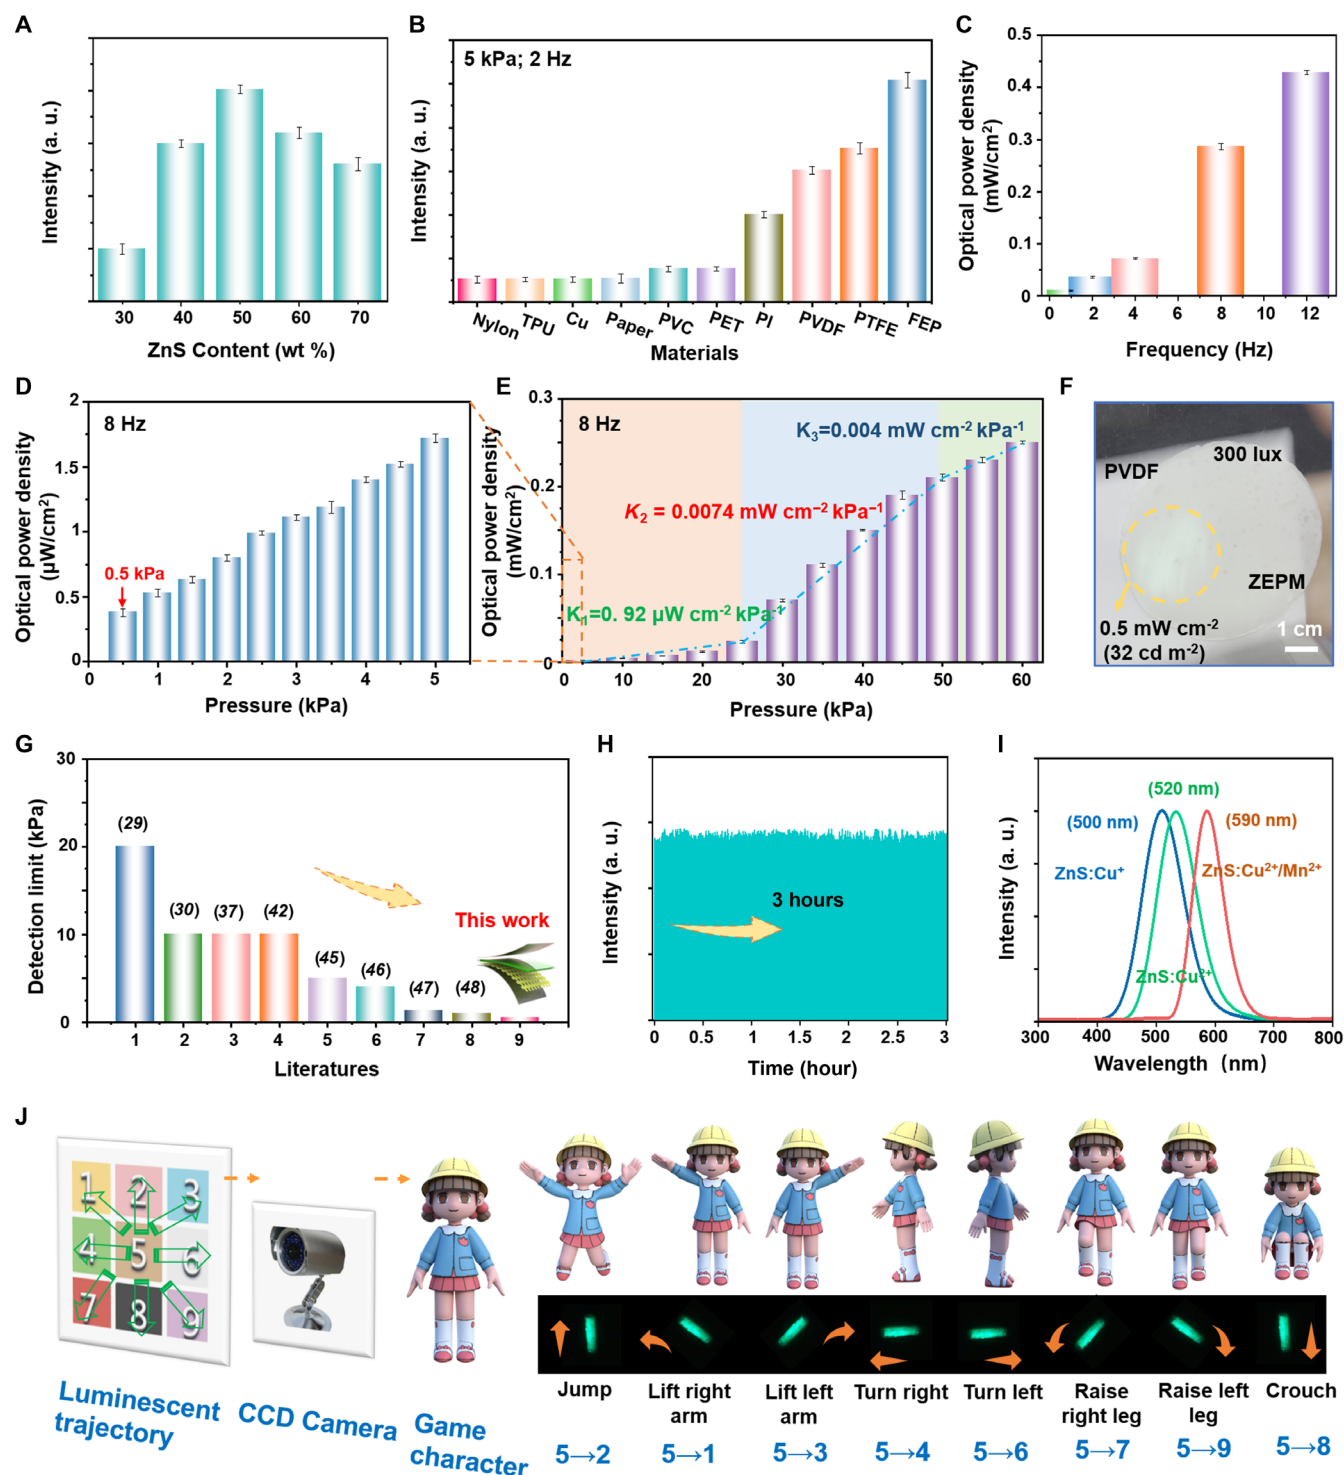 A
Intensity (a. u.)
30 40 50 60 70
ZnS Content (wt %)
B
5 kPa; 2 Hz
Intensity (a. u.)
Nylon TPU Cu Paper PVC PET PI PVDF PTFE FEP
Materials
C
Optical power density
(mW/cm²)
0.5
0.4
0.3
0.2
0.1
0
0 2 4 6 8 10 12
Frequency (Hz)
D
8 Hz
Optical power density
(µW/cm²)
2
1.5
1
0.5
0
0.5 kPa
0 1 2 3 4 5
Pressure (kPa)
E
8 Hz
Optical power density
(mW/cm²)
0.3
0.2
0.1
0
K₃=0.004 mW cm⁻² kPa⁻¹
K₂ = 0.0074 mW cm⁻² kPa⁻¹
K₁=0. 92 µW cm⁻² kPa⁻¹
0 10 20 30 40 50 60
Pressure (kPa)
F
300 lux
PVDF
ZEPM
0.5 mW cm⁻²
(32 cd m⁻²)
1 cm
G
Detection limit (kPa)
30
20
10
0
(29)
(30) (37) (42)
This work
(45) (46) (47) (48)
1 2 3 4 5 6 7 8 9
Literatures
H
Intensity (a. u.)
3 hours
0 0.5 1 1.5 2 2.5 3
Time (hour)
I
Intensity (a. u.)
(520 nm)
(500 nm)
(590 nm)
ZnS:Cu⁺
ZnS:Cu²⁺/Mn²⁺
ZnS:Cu²⁺
300 400 500 600 700 800
Wavelength (nm)
J
1 2 3
4 5 6
7 8 9
Luminescent
trajectory
CCD Camera
Game
character
Jump
Lift right
arm
Lift left
arm
Turn right
Turn left
Raise
right leg
Raise left
leg
Crouch
5→2 5→1 5→3 5→4 5→6 5→7 5→9 5→8